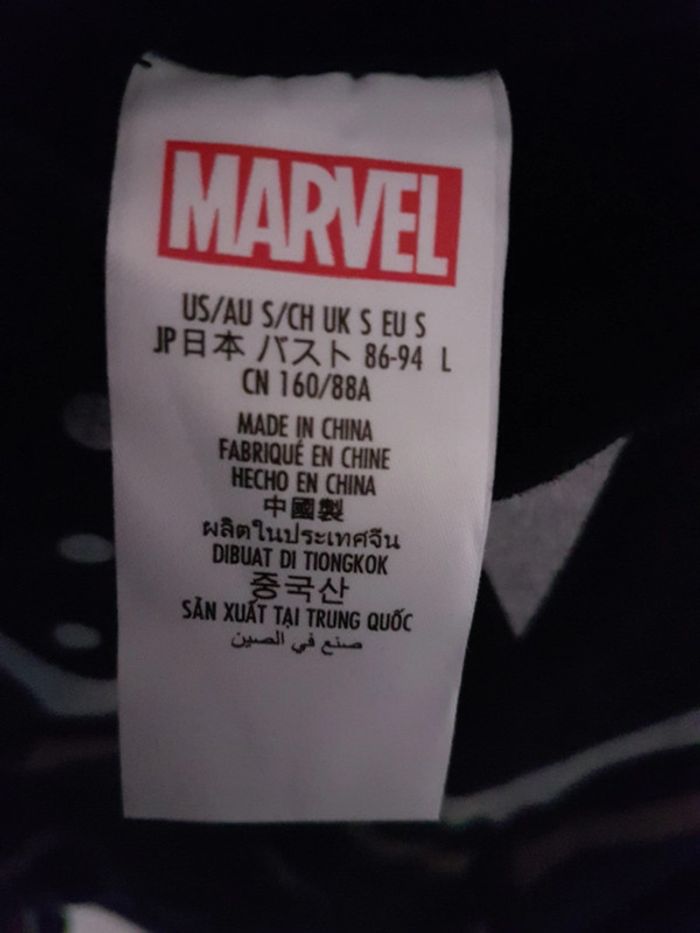 MARVEL
US/AU S/CH UK S EU S
JP日本 バスト 86-94 L
CN 160/88A
MADE IN CHINA
FABRIQUÉ EN CHINE
HECHO EN CHINA
中國製
ผลิตในประเทศจีน
DIBUAT DI TIONGKOK
중국산
SẢN XUẤT TẠI TRUNG QUỐC
صنع في الصين